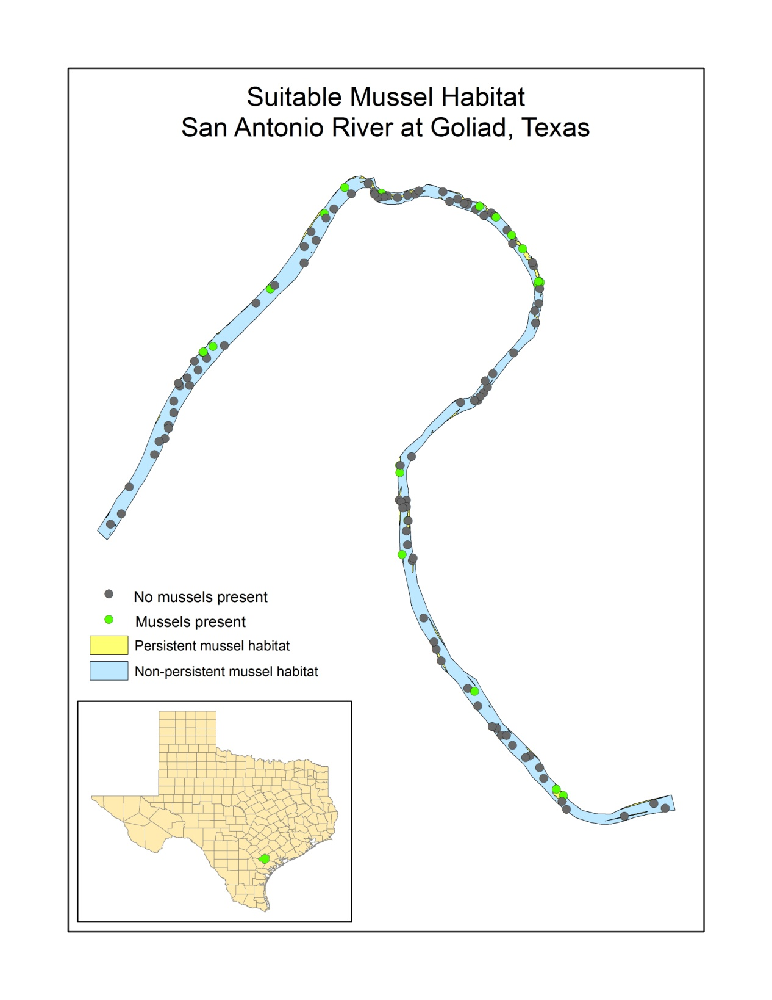 Suitable Mussel Habitat
San Antonio River at Goliad, Texas
No mussels present
Mussels present
Persistent mussel habitat
Non-persistent mussel habitat